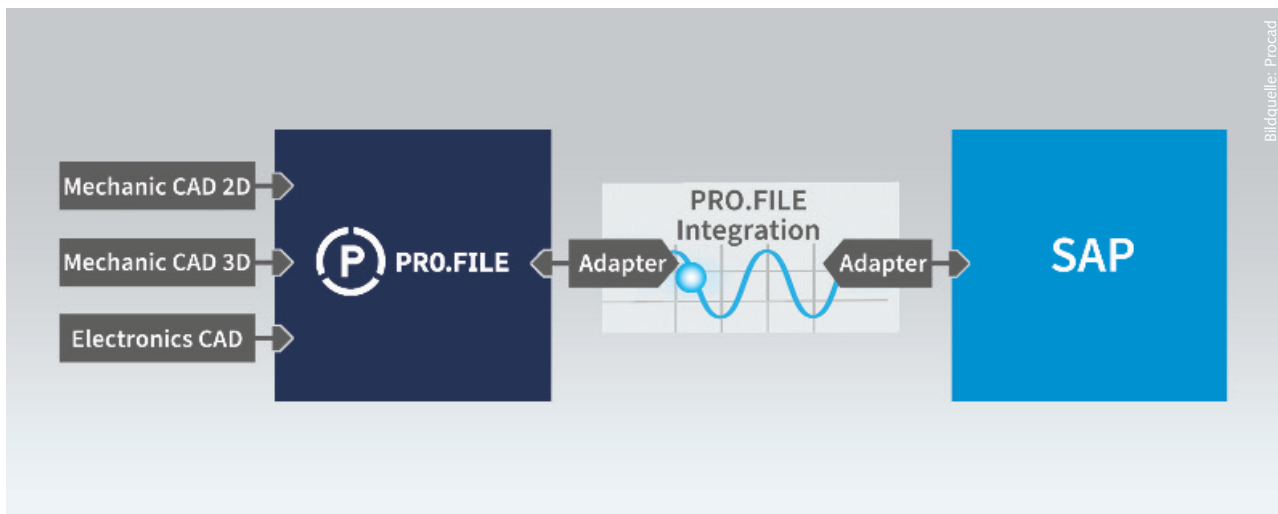 Bildquelle: Procad
Mechanic CAD 2D
Mechanic CAD 3D
Electronics CAD
P PRO.FILE
Adapter
PRO.FILE
Integration
Adapter
SAP